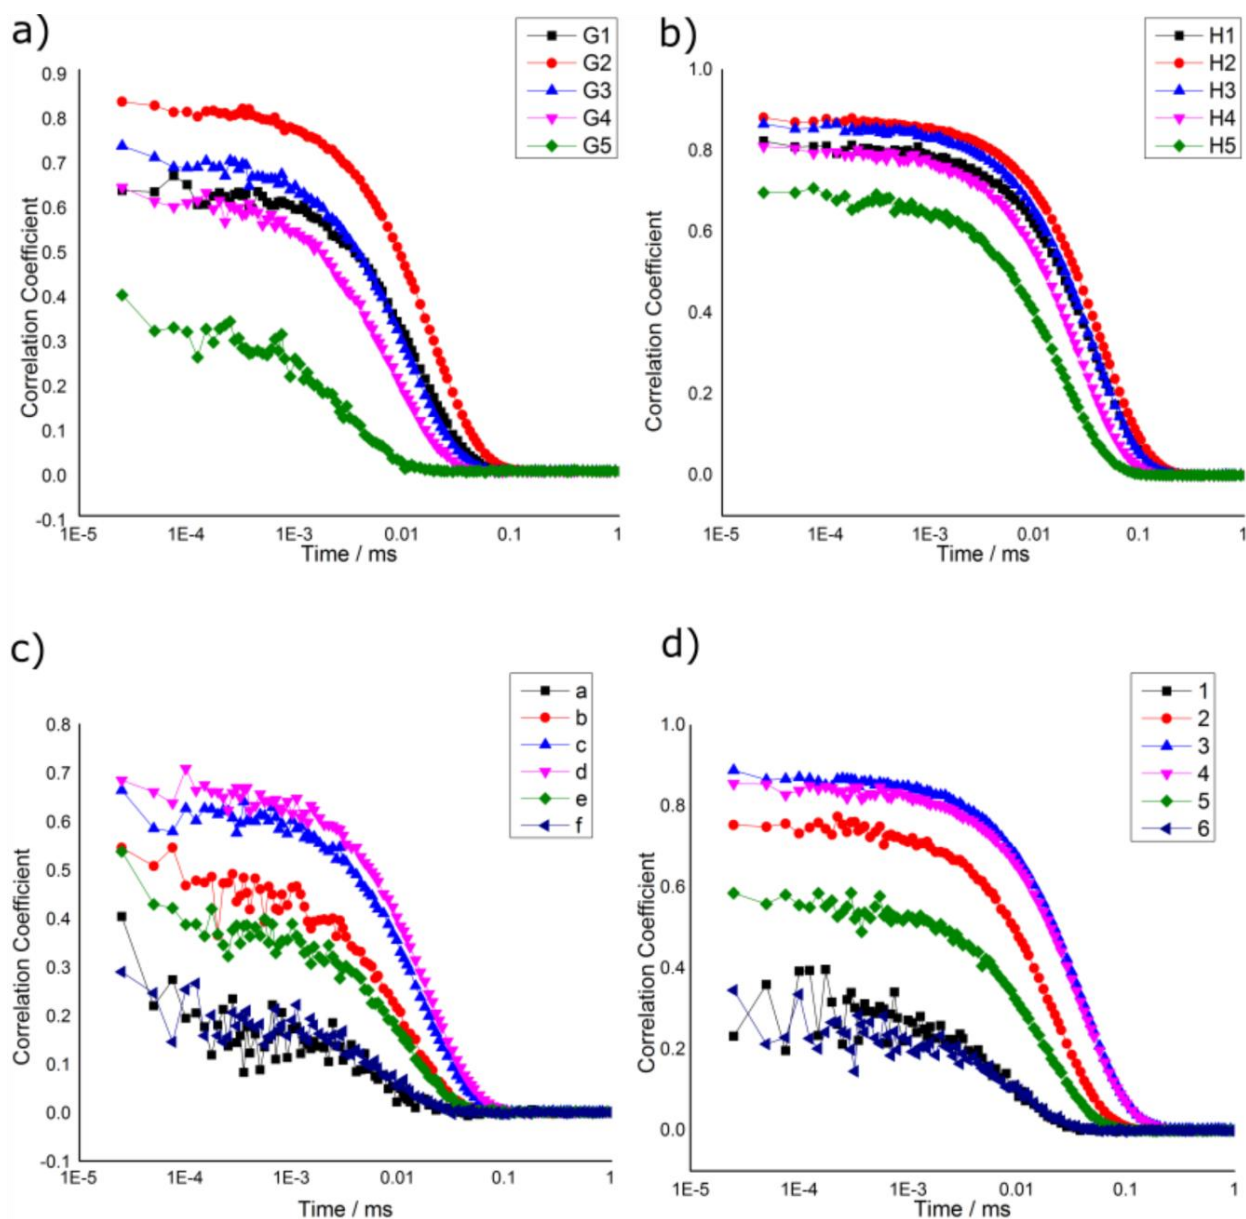 a)
G1
G2
G3
G4
G5
0.9
0.8
0.7
0.6
0.5
0.4
0.3
0.2
0.1
0.0
-0.1
Correlation Coefficient
1E-5 1E-4 1E-3 0.01 0.1 1
Time / ms
b)
H1
H2
H3
H4
H5
1.0
0.8
0.6
0.4
0.2
0.0
Correlation Coefficient
1E-5 1E-4 1E-3 0.01 0.1 1
Time / ms
c)
a
b
c
d
e
f
0.8
0.7
0.6
0.5
0.4
0.3
0.2
0.1
0.0
-0.1
Correlation Coefficient
1E-5 1E-4 1E-3 0.01 0.1 1
Time / ms
d)
1
2
3
4
5
6
1.0
0.8
0.6
0.4
0.2
0.0
Correlation Coefficient
1E-5 1E-4 1E-3 0.01 0.1 1
Time / ms